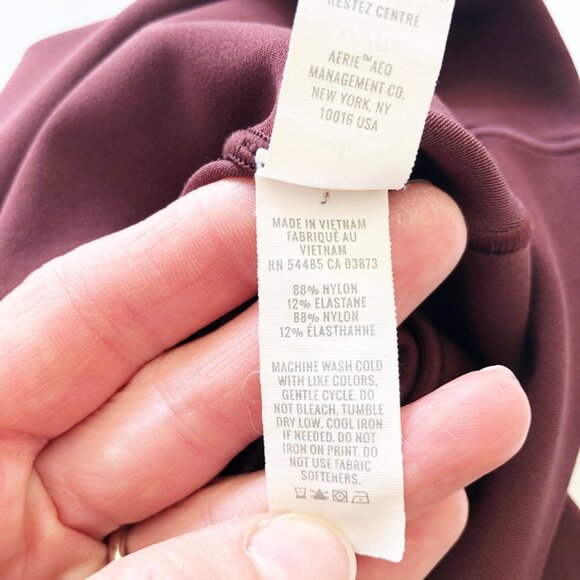 RESTEZ CENTRÉ
AERIE™AEO
MANAGEMENT CO.
NEW YORK, NY
10016 USA
MADE IN VIETNAM
FABRIQUÉ AU
VIETNAM
RN 54485 CA 03873
88% NYLON
12% ELASTANE
88% NYLON
12% ÉLASTHANNE
MACHINE WASH COLD
WITH LIKE COLORS,
GENTLE CYCLE. DO
NOT BLEACH. TUMBLE
DRY LOW. COOL IRON
IF NEEDED. DO NOT
IRON ON PRINT. DO
NOT USE FABRIC
SOFTENERS.